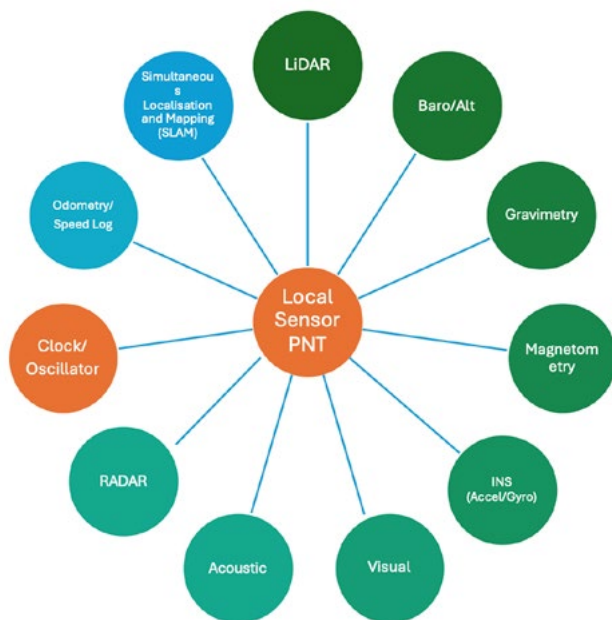 LiDAR
Baro/Alt
Gravimetry
Magnetom
etry
INS
(Accel/Gyro)
Visual
Acoustic
RADAR
Clock/
Oscillator
Odometry/
Speed Log
Simultaneou
s
Localisation
and Mapping
(SLAM)
Local
Sensor
PNT